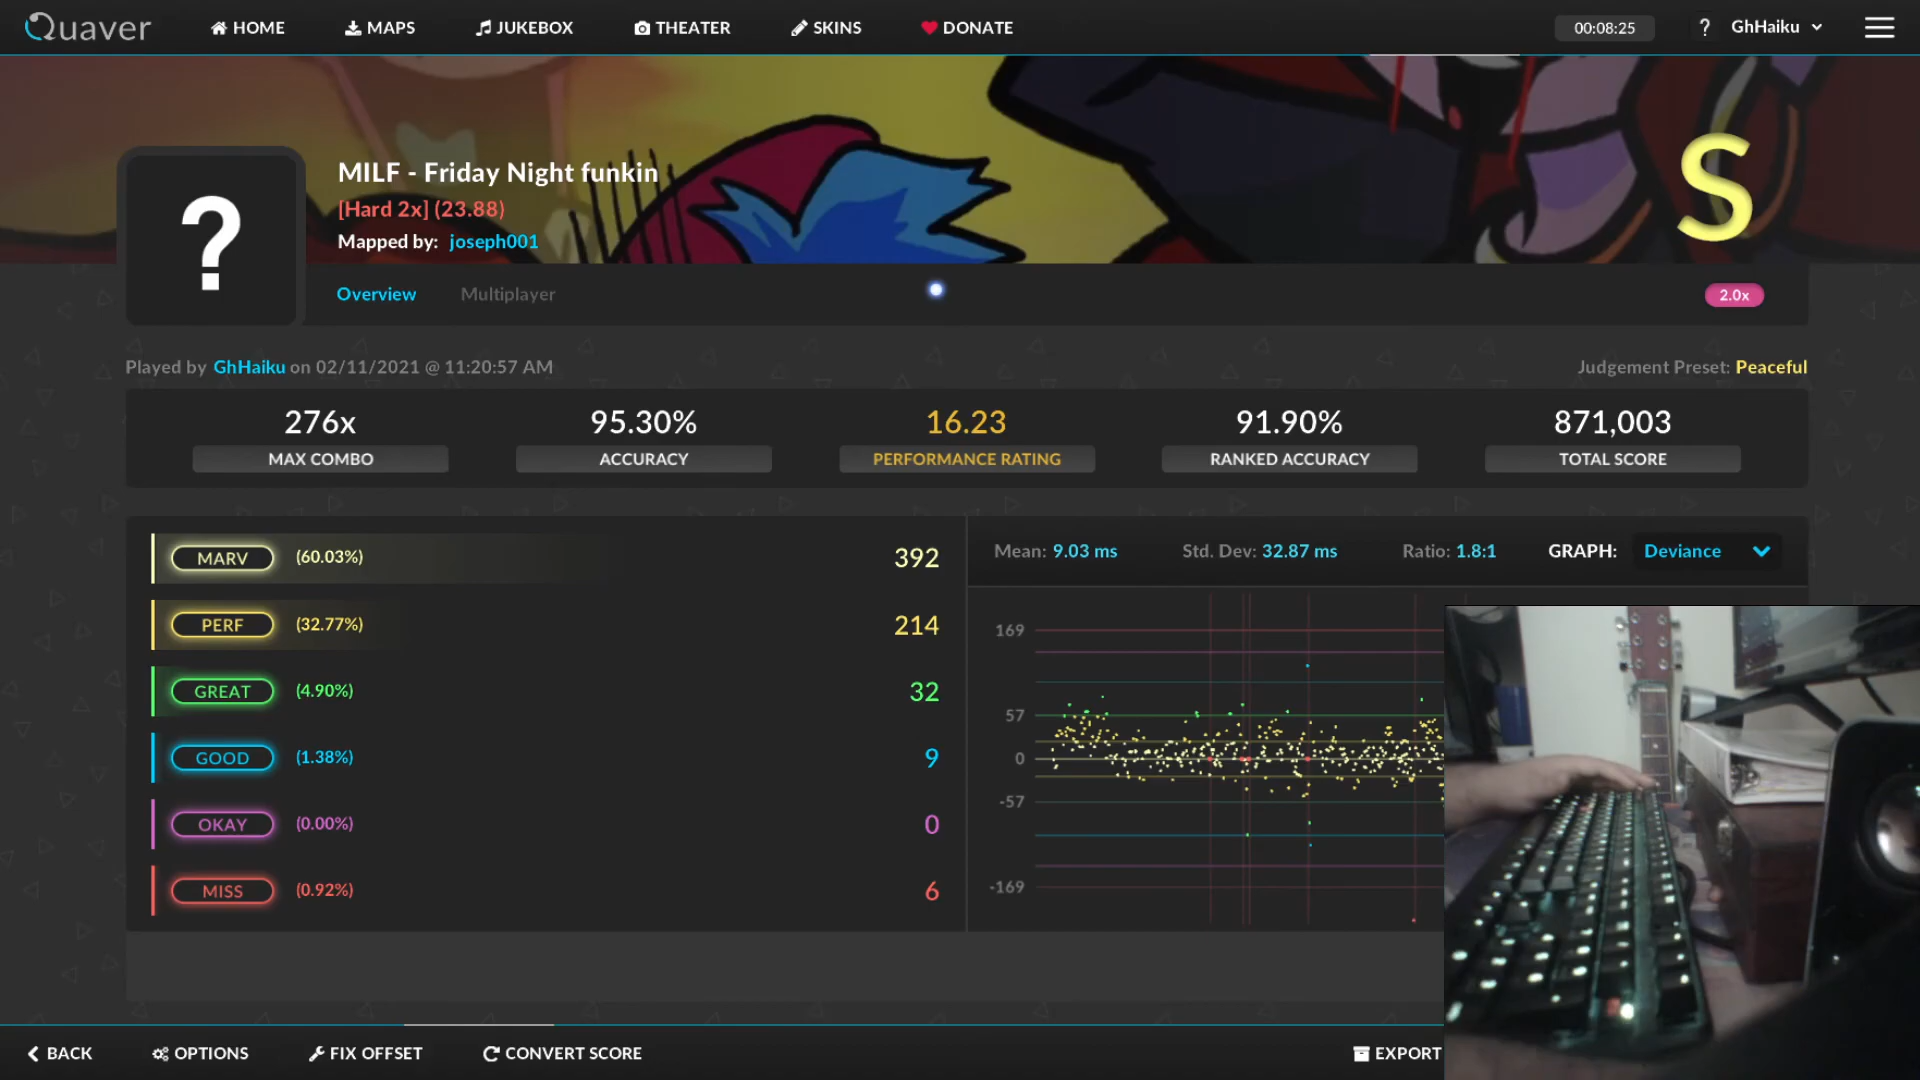 Quaver HOME MAPS JUKEBOX THEATER SKINS DONATE 00:08:25 ? GhHaiku
?
MILF - Friday Night funkin
[Hard 2x] (23.88)
Mapped by: joseph001
S
Overview Multiplayer 2.0x
Played by GhHaiku on 02/11/2021 @ 11:20:57 AM Judgement Preset: Peaceful
276x 95.30% 16.23 91.90% 871,003
MAX COMBO ACCURACY PERFORMANCE RATING RANKED ACCURACY TOTAL SCORE
Mean: 9.03 ms Std. Dev: 32.87 ms Ratio: 1.8:1 GRAPH: Deviance
MARV (60.03%) 392
PERF (32.77%) 214
GREAT (4.90%) 32
GOOD (1.38%) 9
OKAY (0.00%) 0
MISS (0.92%) 6
169
57
0
-57
-169
BACK OPTIONS FIX OFFSET CONVERT SCORE EXPORT